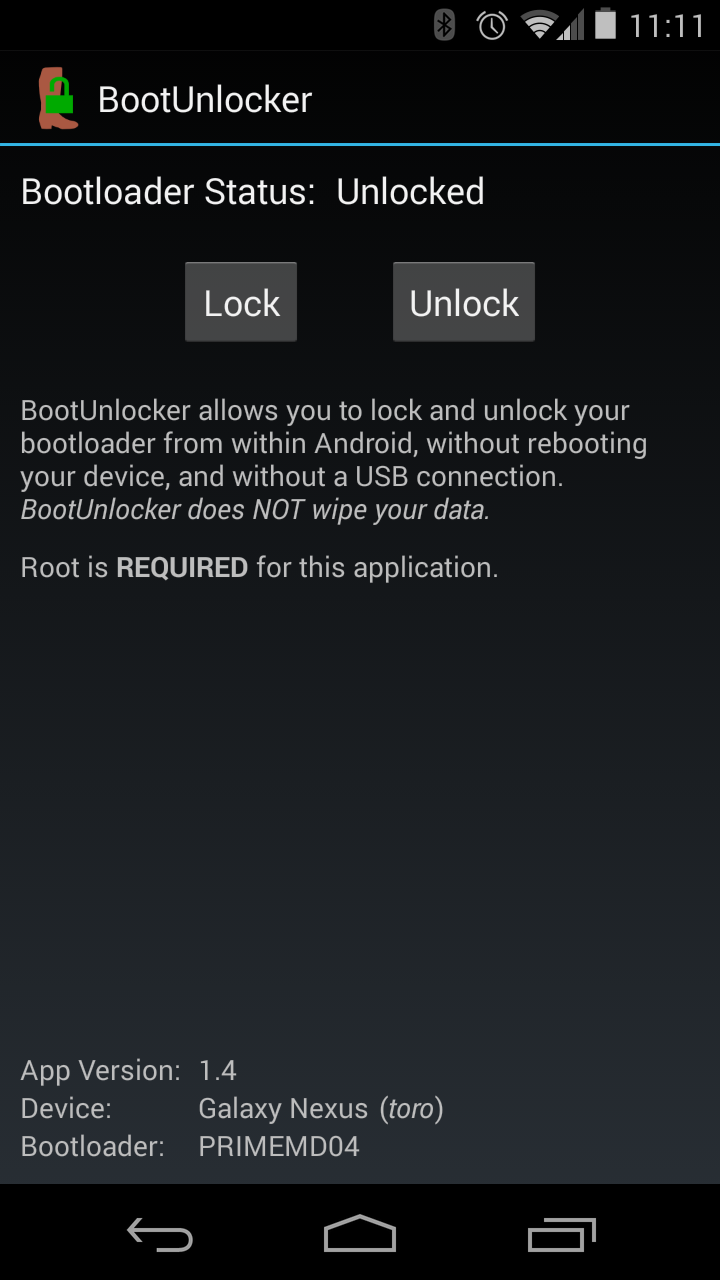 11:11
BootUnlocker
Bootloader Status: Unlocked
Lock Unlock
BootUnlocker allows you to lock and unlock your
bootloader from within Android, without rebooting
your device, and without a USB connection.
BootUnlocker does NOT wipe your data.
Root is REQUIRED for this application.
App Version: 1.4
Device: Galaxy Nexus (toro)
Bootloader: PRIMEMD04